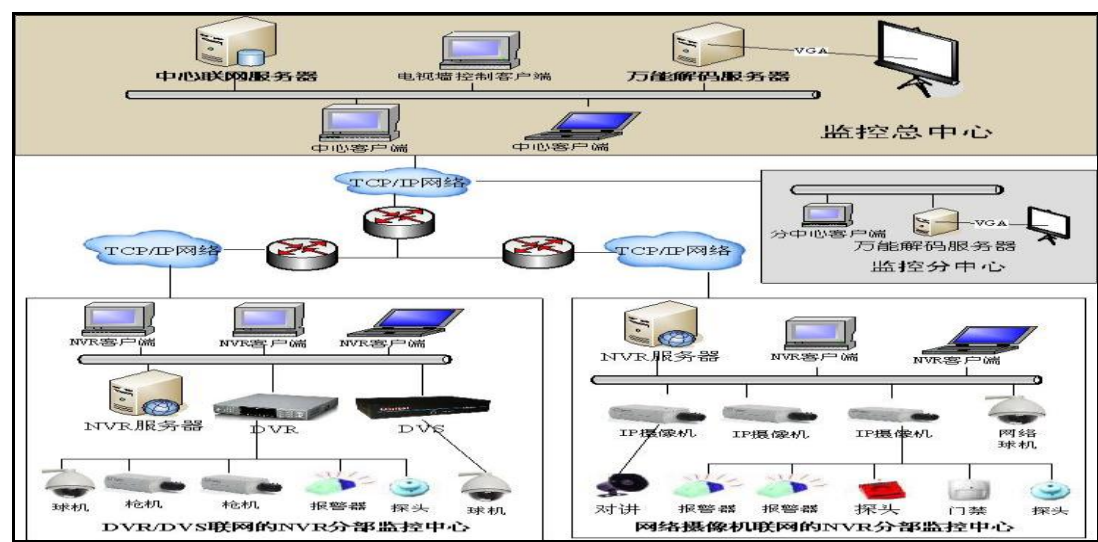 中心联网服务器
电视墙控制客户端
万能解码服务器
VGA
中心客户端
中心客户端
监控总中心
TCP/IP网络
分中心客户端
万能解码服务器
VGA
监控分中心
TCP/IP网络
TCP/IP网络
NVR客户端
NVR客户端
NVR客户端
NVR服务器
DVR
DVS
球机
枪机
枪机
报警器
探头
球机
DVR/DVS联网的NVR分部监控中心
NVR服务器
NVR客户端
NVR客户端
IP摄像机
IP摄像机
IP摄像机
网络
球机
对讲
报警器
报警器
探头
门禁
探头
网络摄像机联网的NVR分部监控中心